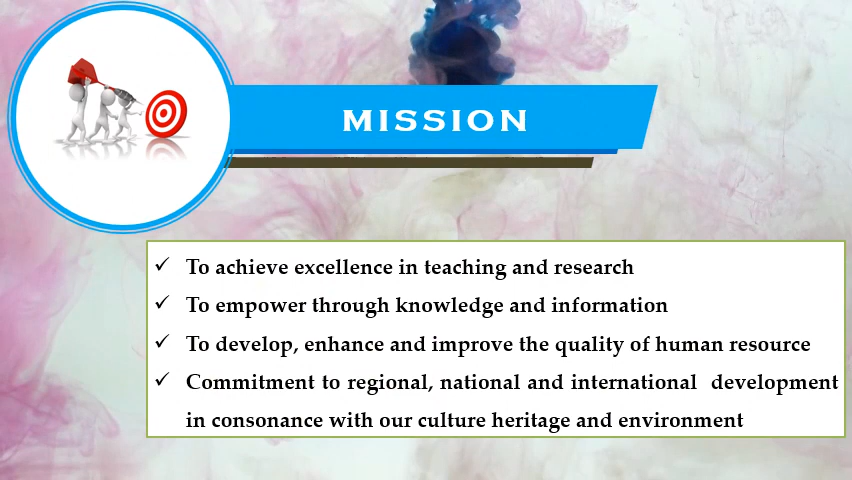 MISSION
✓ To achieve excellence in teaching and research
✓ To empower through knowledge and information
✓ To develop, enhance and improve the quality of human resource
✓ Commitment to regional, national and international development
in consonance with our culture heritage and environment